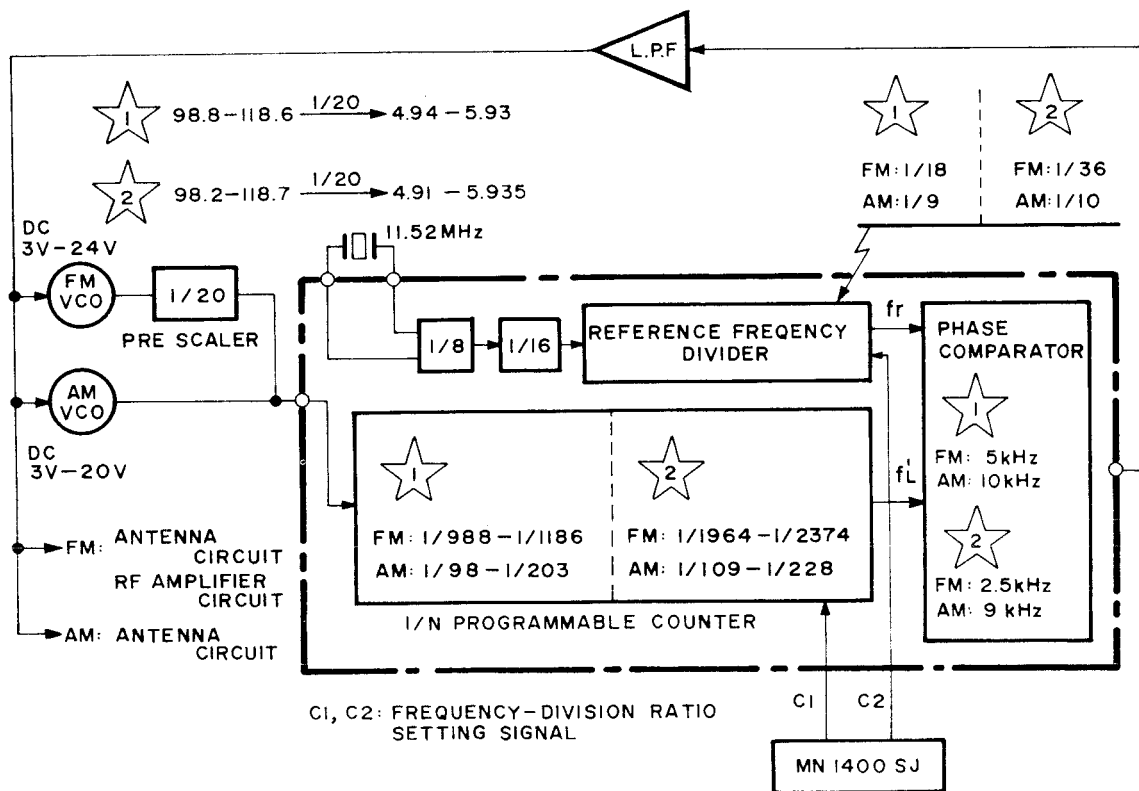 L.P.F
1
98.8-118.6 1/20 4.94-5.93
2
98.2-118.7 1/20 4.91-5.935
1
2
FM:1/18
AM:1/9
FM:1/36
AM:1/10
DC
3V-24V
11.52MHz
FM
VCO
1/20
PRE SCALER
1/8
1/16
REFERENCE FREQENCY
DIVIDER
fr
PHASE
COMPARATOR
1
FM: 5kHz
AM: 10kHz
2
FM: 2.5kHz
AM: 9 kHz
AM
VCO
DC
3V-20V
1
FM: 1/988-1/1186
AM: 1/98-1/203
2
FM: 1/1964-1/2374
AM: 1/109-1/228
f'L
1/N PROGRAMMABLE COUNTER
FM: ANTENNA
CIRCUIT
RF AMPLIFIER
CIRCUIT
AM: ANTENNA
CIRCUIT
C1, C2: FREQUENCY-DIVISION RATIO
SETTING SIGNAL
C1
C2
MN 1400 SJ